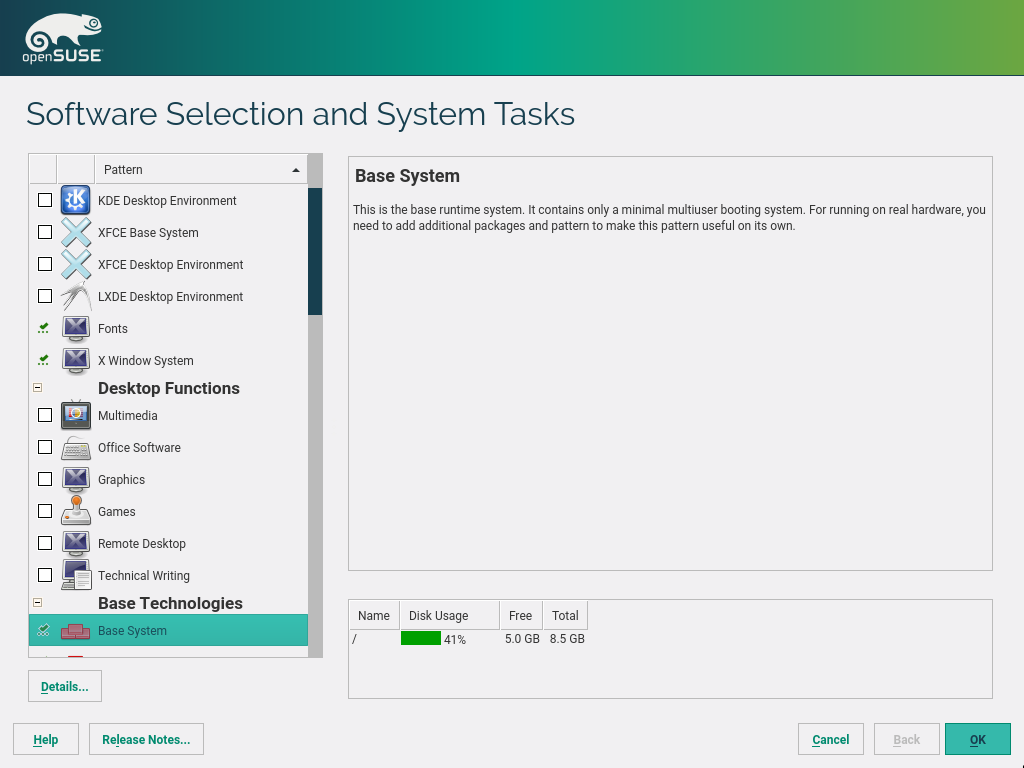 openSUSE
Software Selection and System Tasks
Pattern
KDE Desktop Environment
XFCE Base System
XFCE Desktop Environment
LXDE Desktop Environment
Fonts
X Window System
Desktop Functions
Multimedia
Office Software
Graphics
Games
Remote Desktop
Technical Writing
Base Technologies
Base System
Details...
Base System
This is the base runtime system. It contains only a minimal multiuser booting system. For running on real hardware, you
need to add additional packages and pattern to make this pattern useful on its own.
Name Disk Usage Free Total
/ 41% 5.0 GB 8.5 GB
Help Release Notes... Cancel Back OK